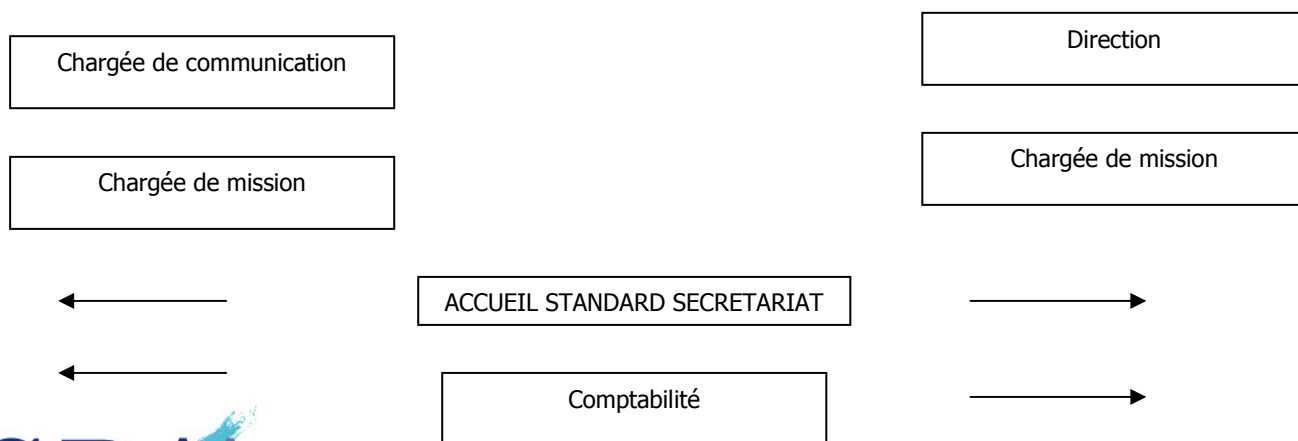 Direction
Chargée de communication
Chargée de mission
Chargée de mission
ACCUEIL STANDARD SECRETARIAT
Comptabilité